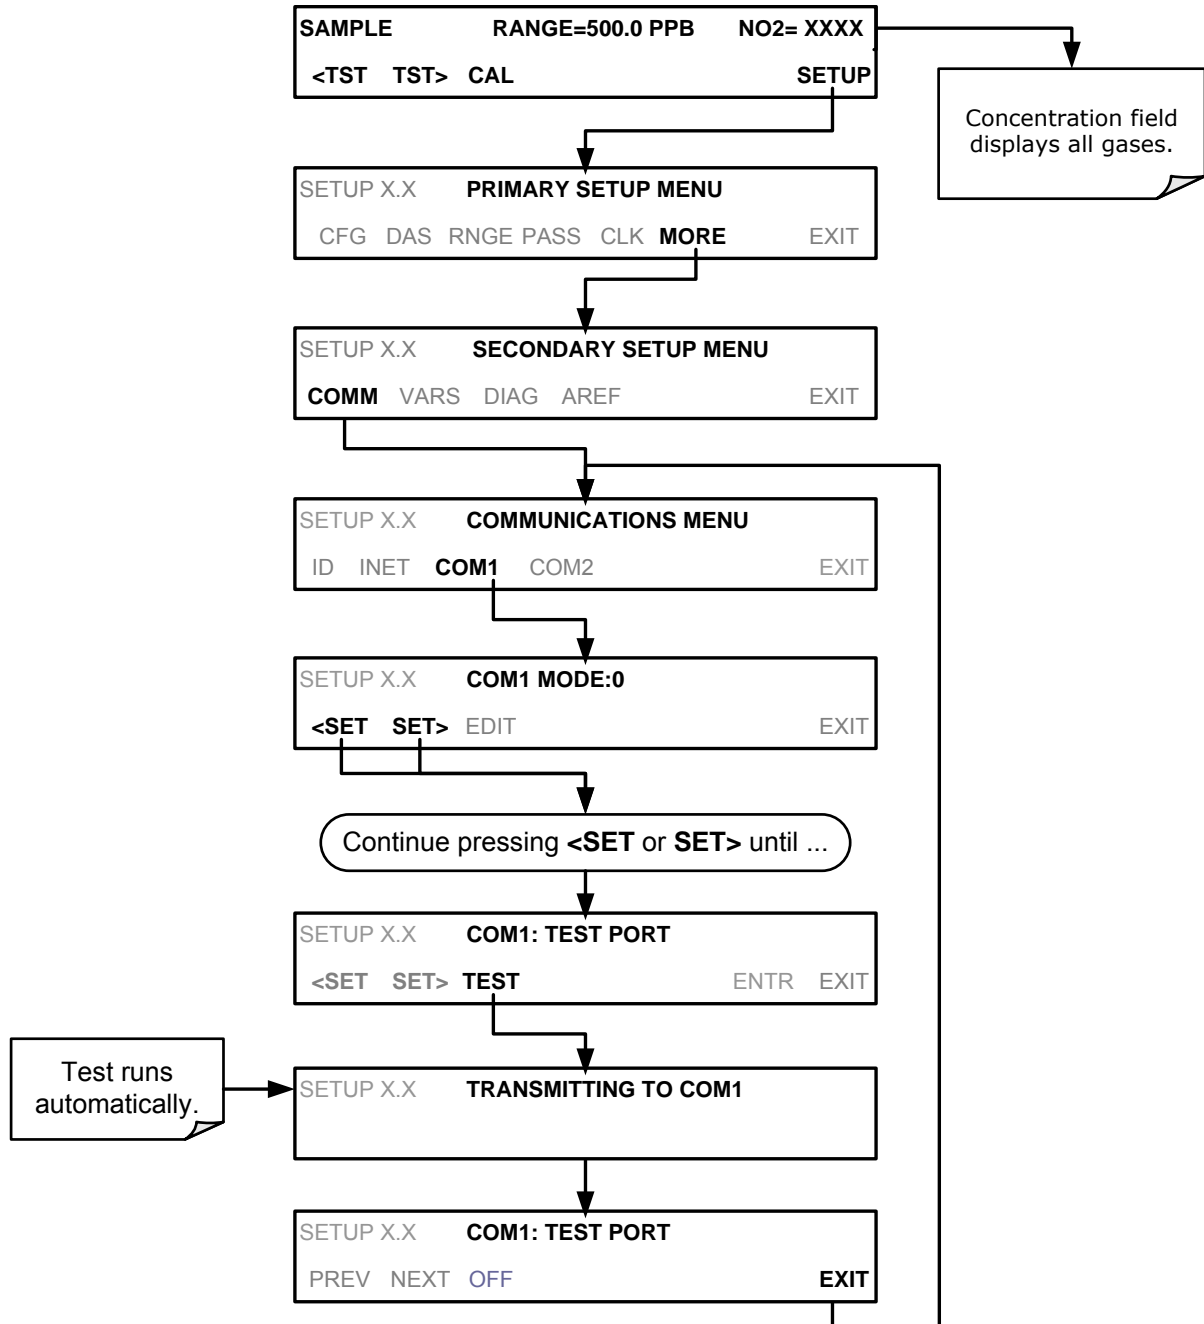 SAMPLE RANGE=500.0 PPB NO2= XXXX
<TST TST> CAL SETUP
Concentration field
displays all gases.
SETUP X.X PRIMARY SETUP MENU
CFG DAS RNGE PASS CLK MORE EXIT
SETUP X.X SECONDARY SETUP MENU
COMM VARS DIAG AREF EXIT
SETUP X.X COMMUNICATIONS MENU
ID INET COM1 COM2 EXIT
SETUP X.X COM1 MODE:0
<SET SET> EDIT EXIT
Continue pressing <SET or SET> until ...
SETUP X.X COM1: TEST PORT
<SET SET> TEST ENTR EXIT
Test runs
automatically.
SETUP X.X TRANSMITTING TO COM1
SETUP X.X COM1: TEST PORT
PREV NEXT OFF EXIT